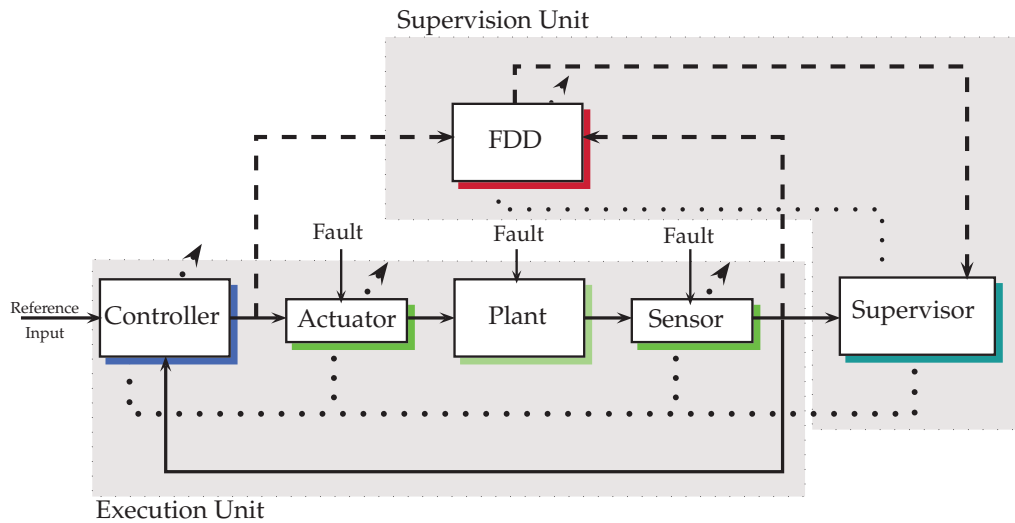 Supervision Unit
FDD
Fault
Fault
Fault
Reference
Input
Controller
Actuator
Plant
Sensor
Supervisor
Execution Unit